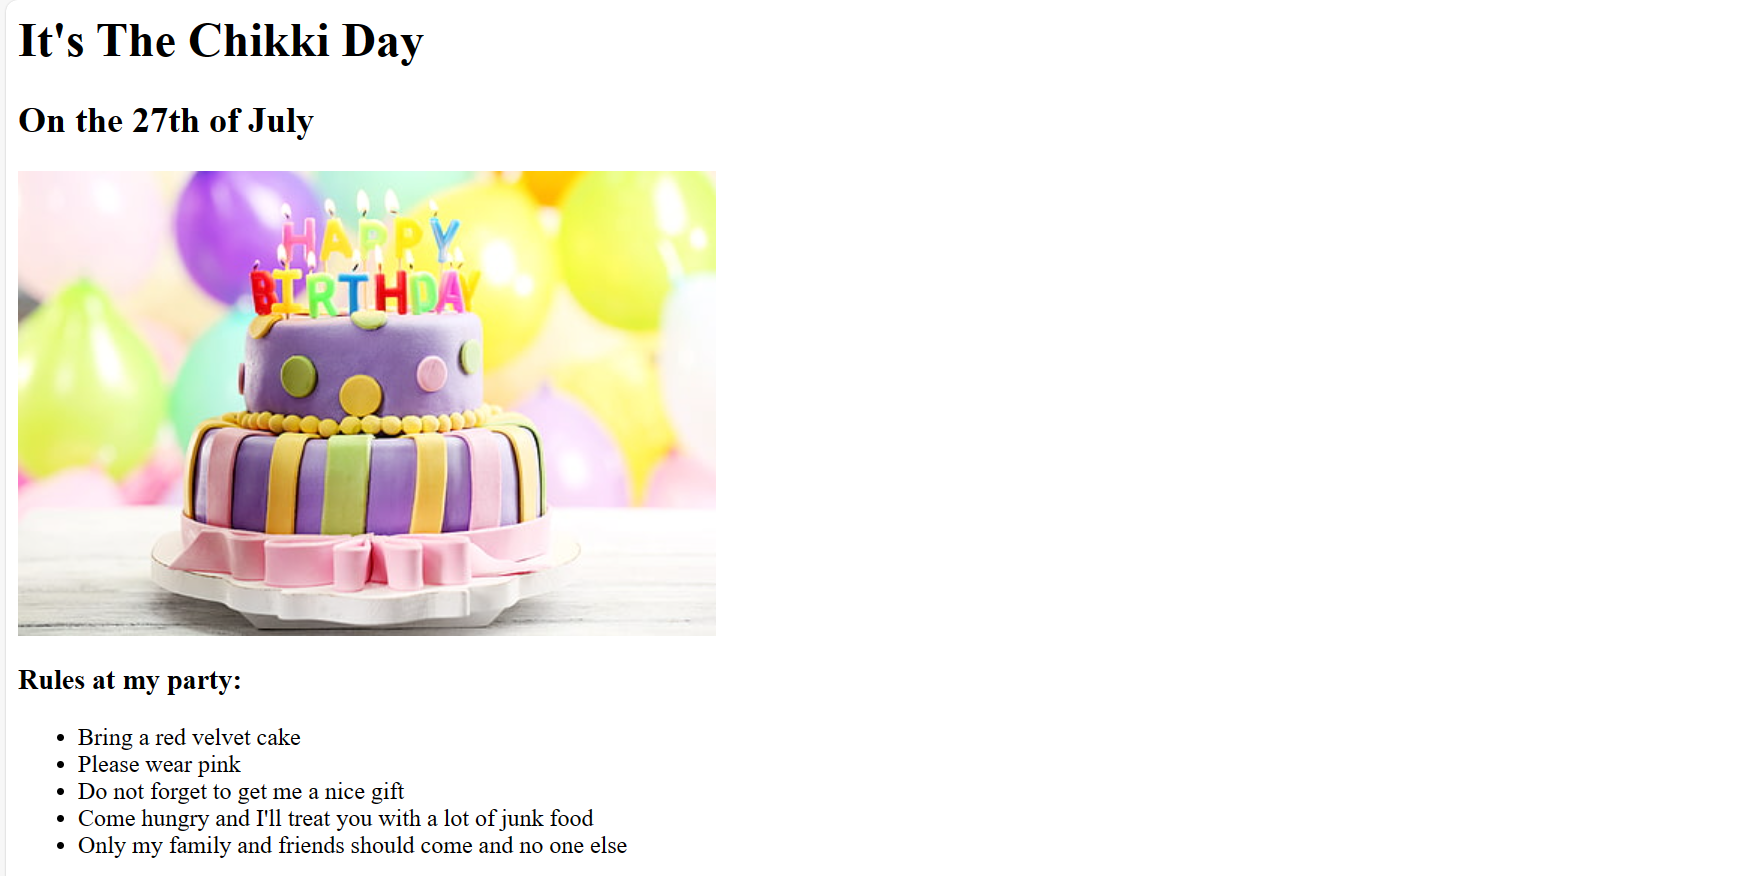 It's The Chikki Day
On the 27th of July
HAPPY
BIRTHDAY
Rules at my party:
Bring a red velvet cake
Please wear pink
Do not forget to get me a nice gift
Come hungry and I'll treat you with a lot of junk food
Only my family and friends should come and no one else